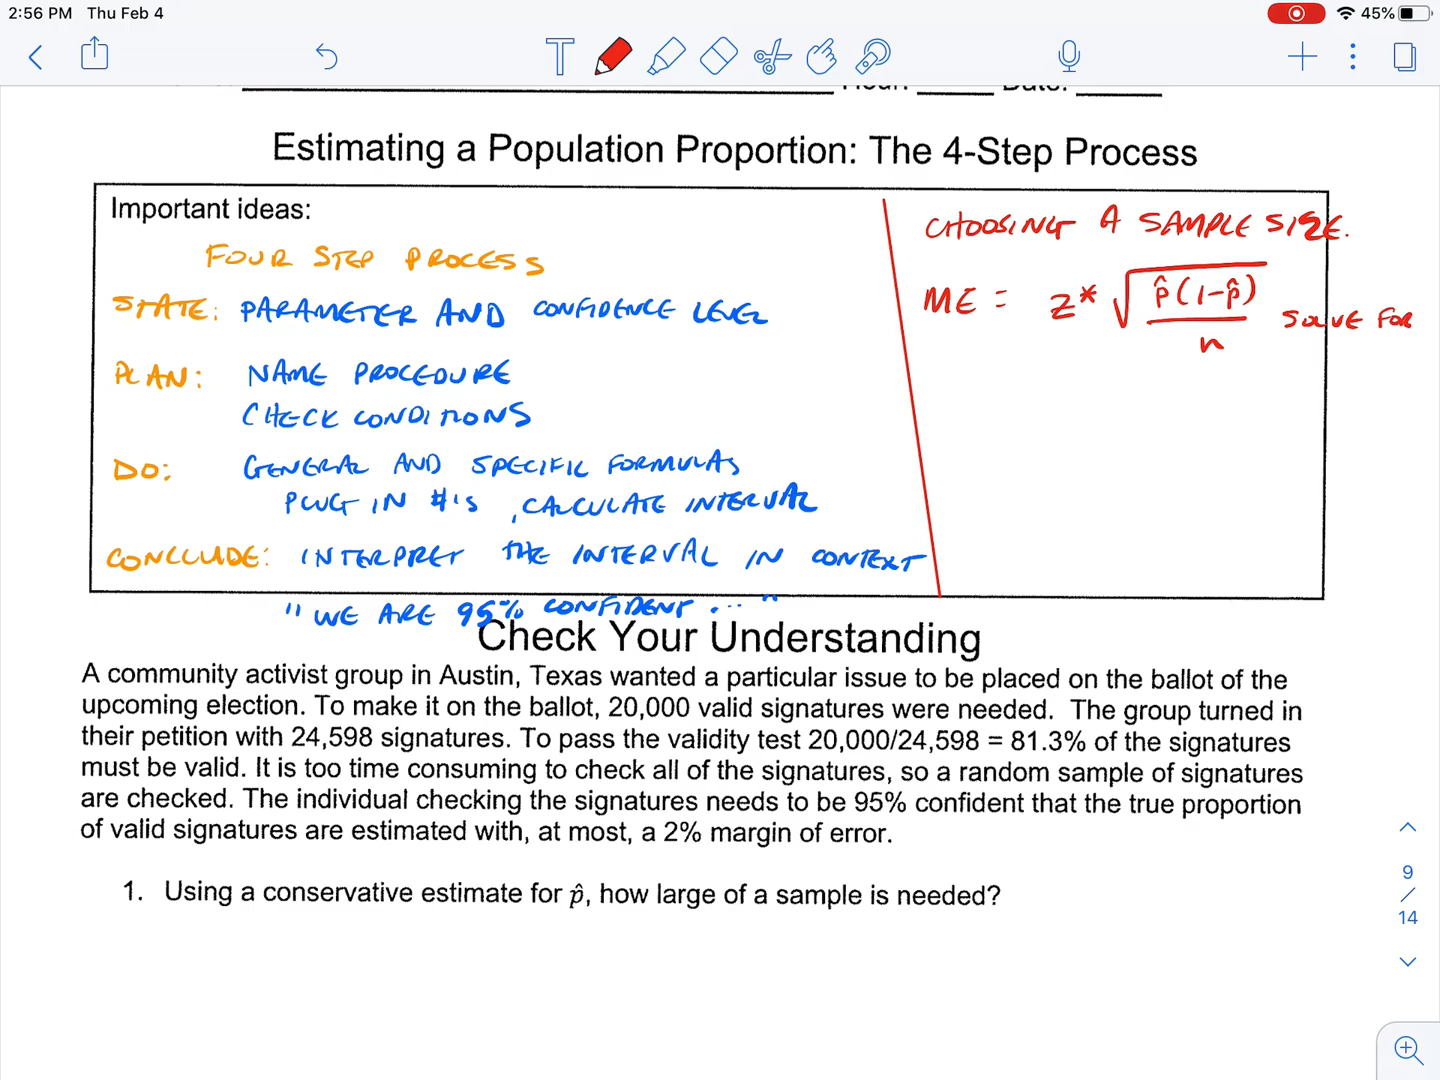 2:56 PM Thu Feb 4
45%
T
Estimating a Population Proportion: The 4-Step Process
Important ideas:
FOUR STEP PROCESS
STATE: PARAMETER AND CONFIDENCE LEVEL
PLAN: NAME PROCEDURE
CHECK CONDITIONS
DO: GENERAL AND SPECIFIC FORMULAS
PLUG IN #'S, CALCULATE INTERVAL
CONCLUDE: INTERPRET THE INTERVAL IN CONTEXT
"WE ARE 95% CONFIDENT ..."
CHOOSING A SAMPLE SIZE.
ME = z* √ p̂(1-p̂) / n SOLVE FOR
Check Your Understanding
A community activist group in Austin, Texas wanted a particular issue to be placed on the ballot of the
upcoming election. To make it on the ballot, 20,000 valid signatures were needed. The group turned in
their petition with 24,598 signatures. To pass the validity test 20,000/24,598 = 81.3% of the signatures
must be valid. It is too time consuming to check all of the signatures, so a random sample of signatures
are checked. The individual checking the signatures needs to be 95% confident that the true proportion
of valid signatures are estimated with, at most, a 2% margin of error.
1. Using a conservative estimate for p̂, how large of a sample is needed?
9
/
14